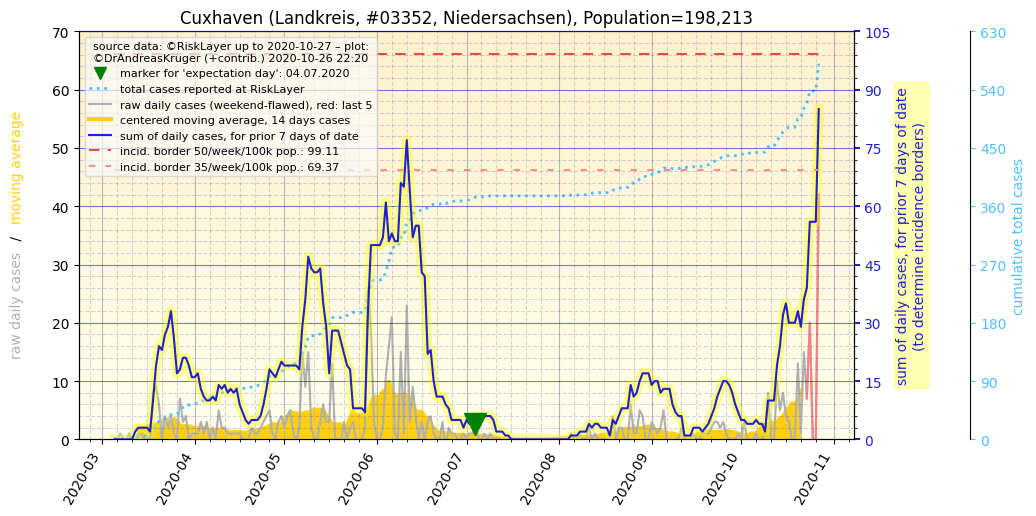 Cuxhaven (Landkreis, #03352, Niedersachsen), Population=198,213
source data: ©RiskLayer up to 2020-10-27 – plot:
©DrAndreasKruger (+contrib.) 2020-10-26 22:20
marker for 'expectation day': 04.07.2020
total cases reported at RiskLayer
raw daily cases (weekend-flawed), red: last 5
centered moving average, 14 days cases
sum of daily cases, for prior 7 days of date
incid. border 50/week/100k pop.: 99.11
incid. border 35/week/100k pop.: 69.37
raw daily cases / moving average
70
60
50
40
30
20
10
0
105
90
75
60
45
30
15
0
sum of daily cases, for prior 7 days of date
(to determine incidence borders)
630
540
450
360
270
180
90
0
cumulative total cases
2020-03
2020-04
2020-05
2020-06
2020-07
2020-08
2020-09
2020-10
2020-11